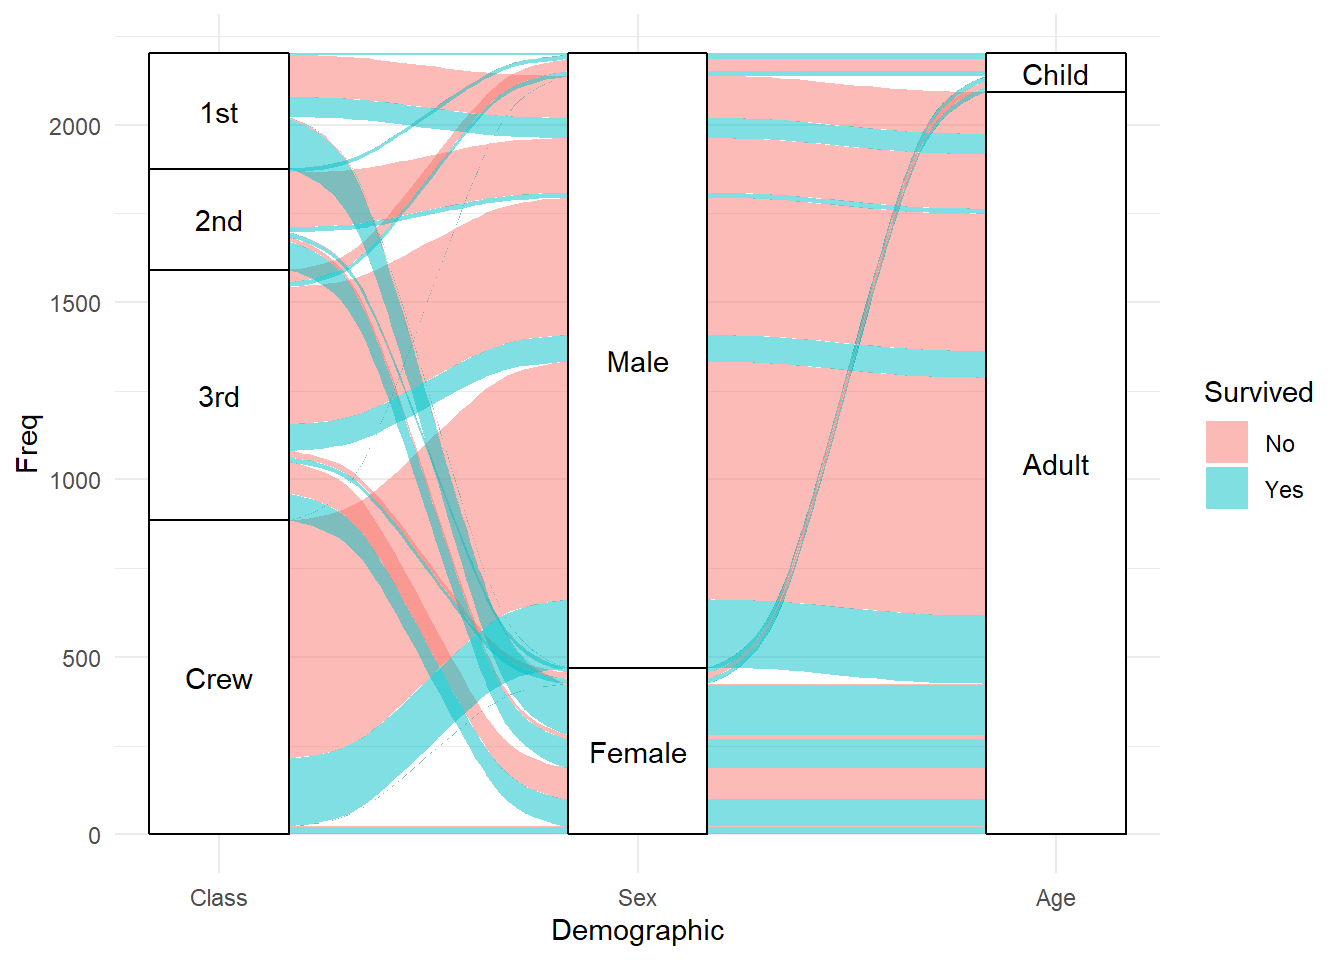 Freq
2000
1500
1000
500
0
1st
2nd
3rd
Crew
Male
Female
Child
Adult
Class
Sex
Age
Demographic
Survived
No
Yes